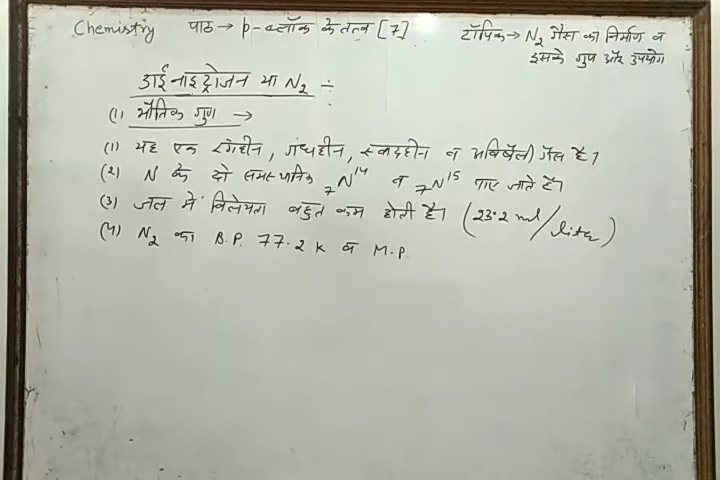 Chemistry पाठ → p-ब्लॉक के तत्व [7] टॉपिक → N₂ गैस का निर्माण व
इसके गुण और उपयोग
डाईनाइट्रोजन या N₂ ÷
(1) भौतिक गुण →
(1) यह एक रंगहीन, गंधहीन, स्वादहीन व अविषैली गैस है।
(2) N के दो समस्थानिक ₇N¹⁴ व ₇N¹⁵ पाए जाते हैं।
(3) जल में विलेयता बहुत कम होती है। (23.2 ml/litre)
(4) N₂ का B.P. 77.2 K व M.P.